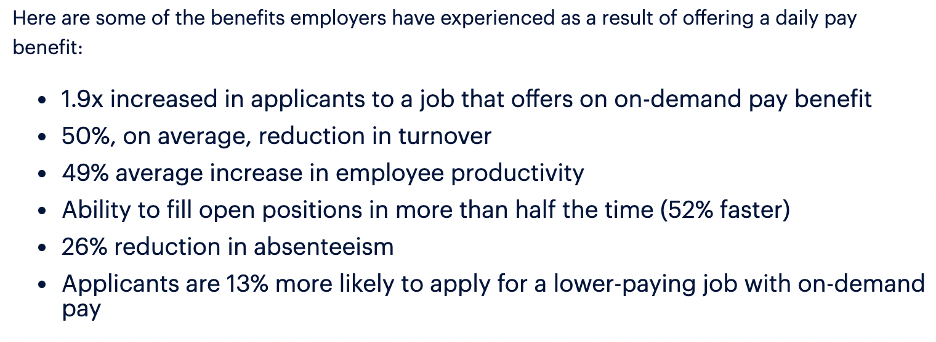 Here are some of the benefits employers have experienced as a result of offering a daily pay
benefit:
• 1.9x increased in applicants to a job that offers on on-demand pay benefit
• 50%, on average, reduction in turnover
• 49% average increase in employee productivity
• Ability to fill open positions in more than half the time (52% faster)
• 26% reduction in absenteeism
• Applicants are 13% more likely to apply for a lower-paying job with on-demand
pay